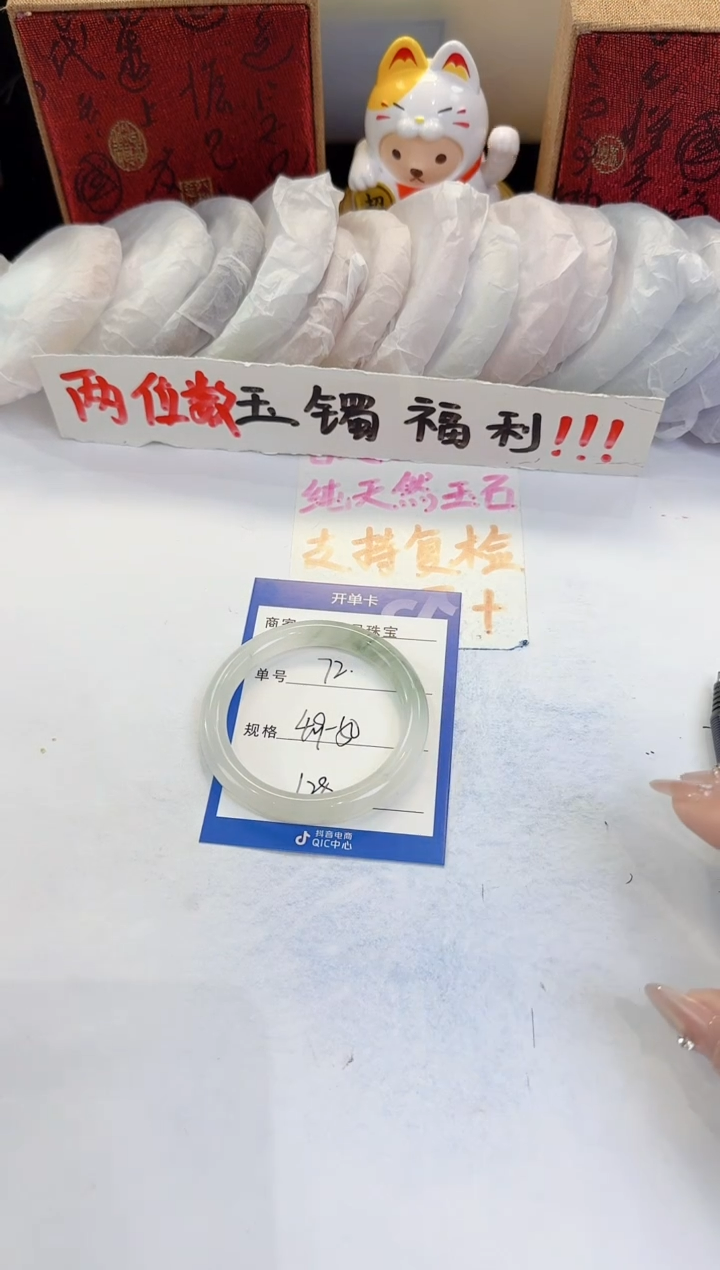 两位数玉镯福利!!!
纯天然玉石
支持复检
十
开单卡
商家 珠宝
单号 72.
规格 49-50
128
抖音电商
QIC中心